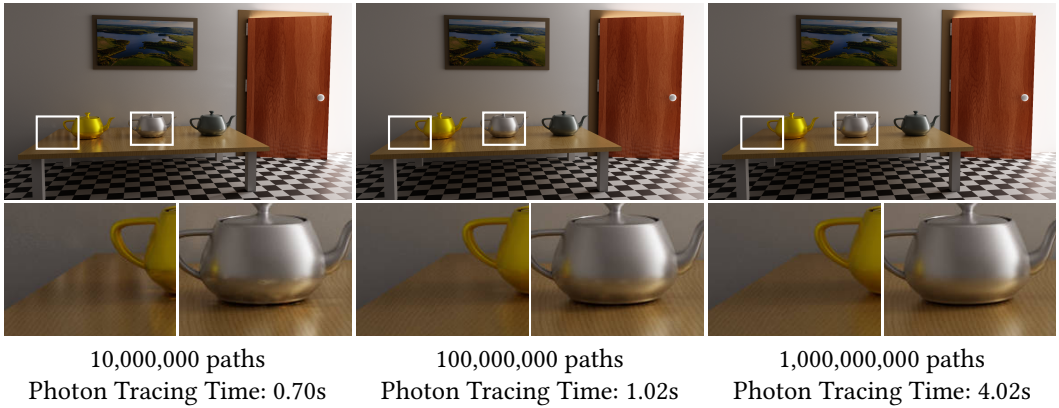 10,000,000 paths
Photon Tracing Time: 0.70s
100,000,000 paths
Photon Tracing Time: 1.02s
1,000,000,000 paths
Photon Tracing Time: 4.02s